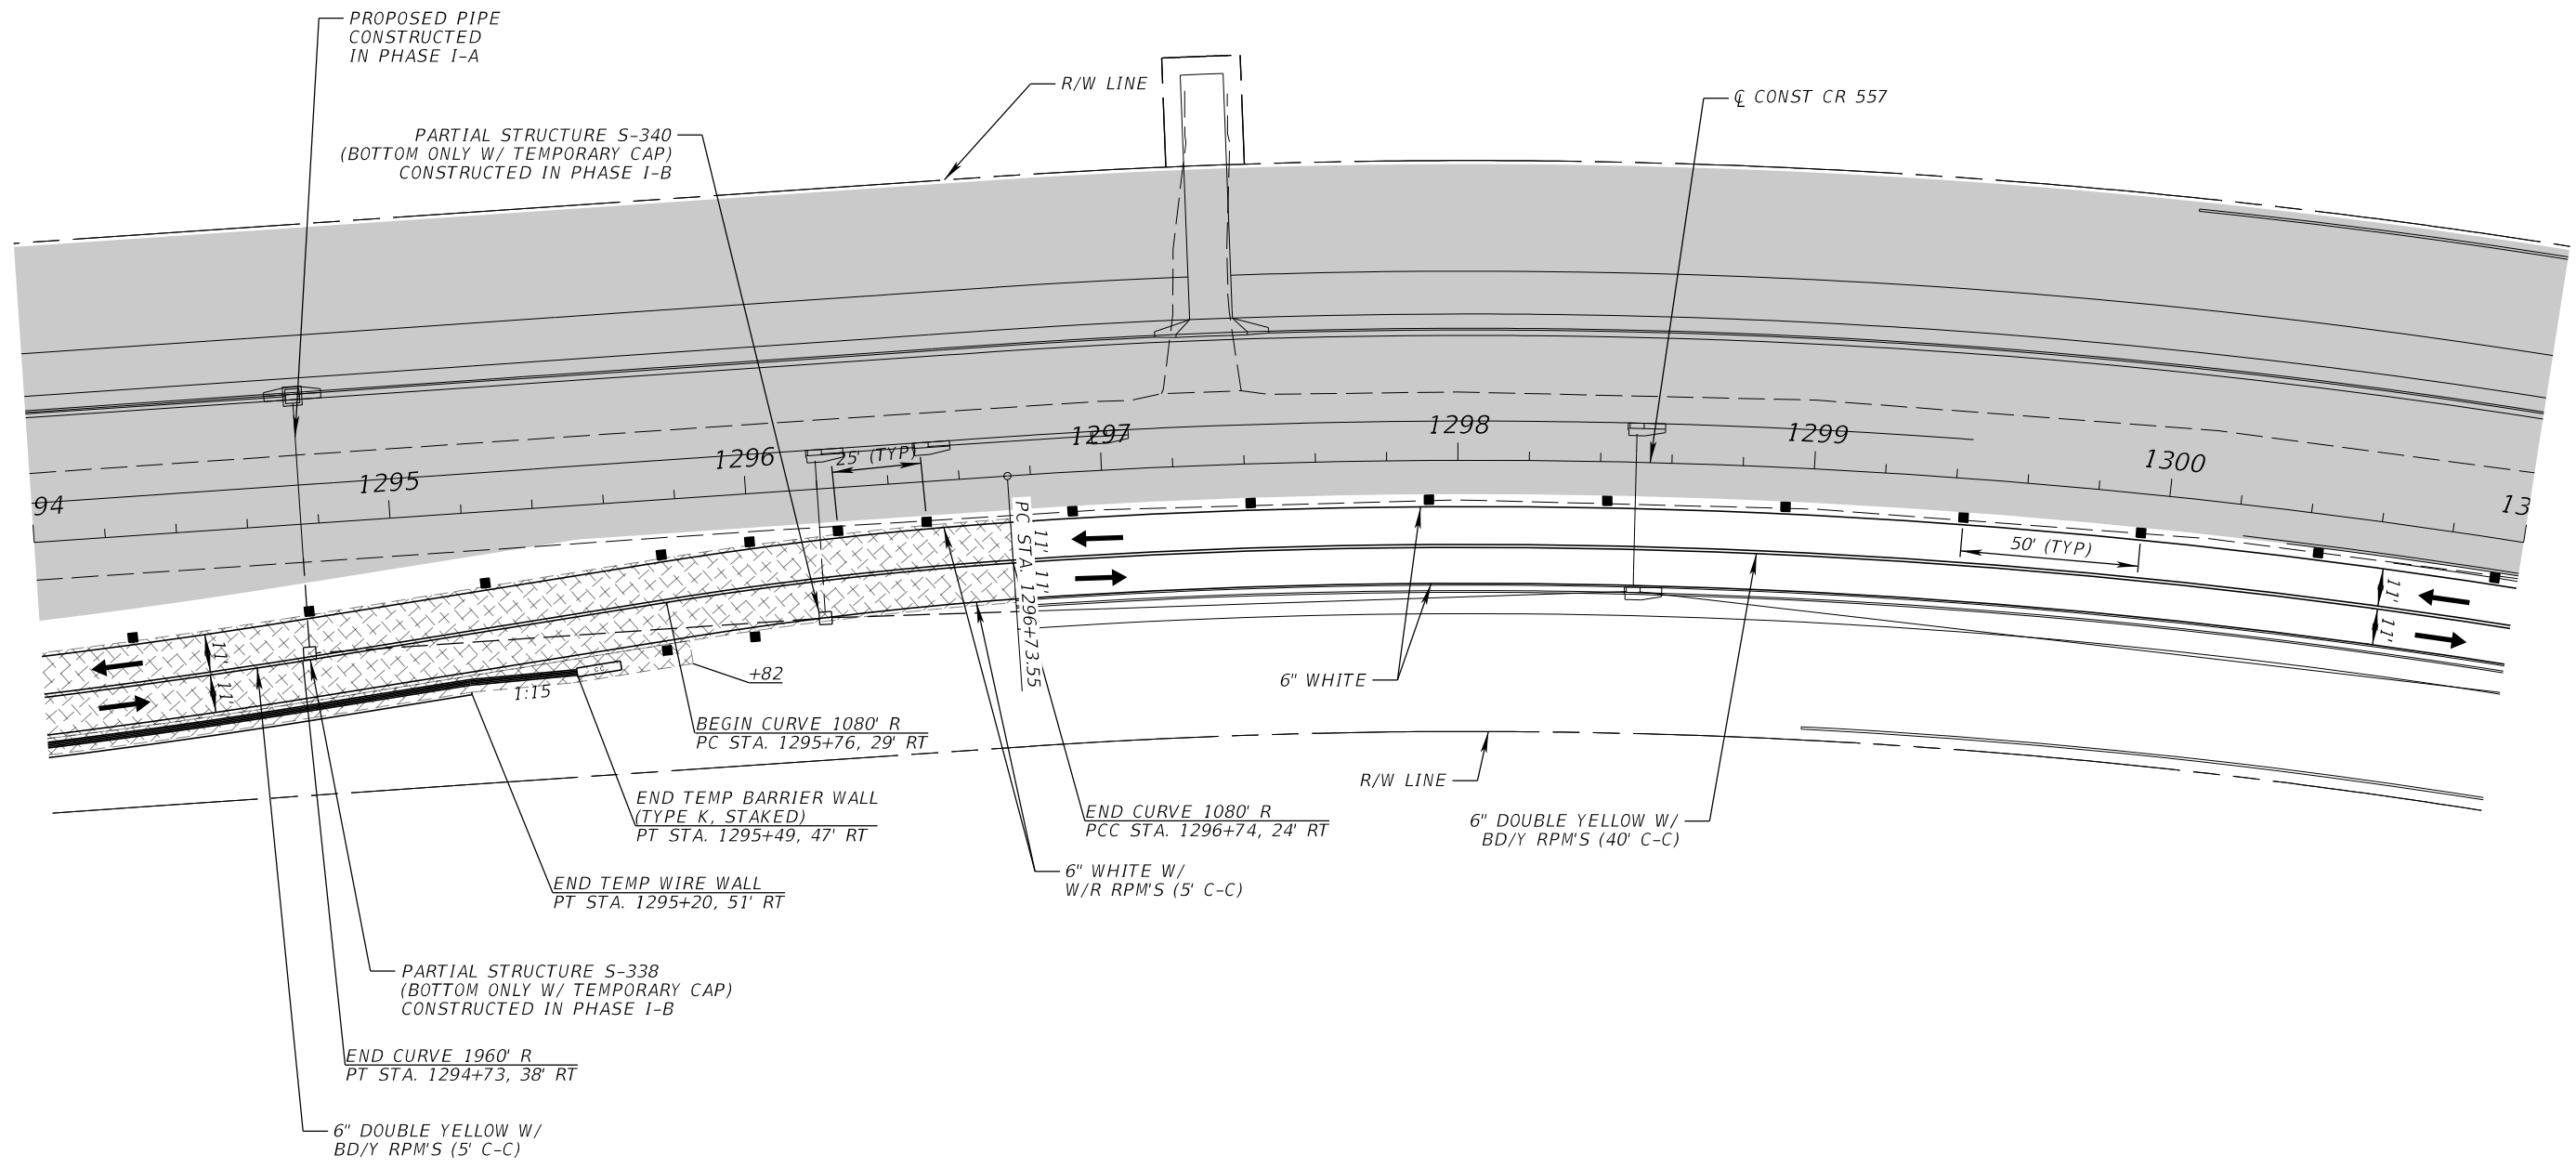 PROPOSED PIPE
CONSTRUCTED
IN PHASE I-A
R/W LINE
℄ CONST CR 557
PARTIAL STRUCTURE S-340
(BOTTOM ONLY W/ TEMPORARY CAP)
CONSTRUCTED IN PHASE I-B
94
1295
1296
1297
1298
1299
1300
13
25' (TYP)
50' (TYP)
PC STA. 1296+73.55
11'
11'
11'
11'
11'
11'
1:15
+82
6" WHITE
BEGIN CURVE 1080' R
PC STA. 1295+76, 29' RT
R/W LINE
END TEMP BARRIER WALL
(TYPE K, STAKED)
PT STA. 1295+49, 47' RT
END CURVE 1080' R
PCC STA. 1296+74, 24' RT
6" DOUBLE YELLOW W/
BD/Y RPM'S (40' C-C)
6" WHITE W/
W/R RPM'S (5' C-C)
END TEMP WIRE WALL
PT STA. 1295+20, 51' RT
PARTIAL STRUCTURE S-338
(BOTTOM ONLY W/ TEMPORARY CAP)
CONSTRUCTED IN PHASE I-B
END CURVE 1960' R
PT STA. 1294+73, 38' RT
6" DOUBLE YELLOW W/
BD/Y RPM'S (5' C-C)